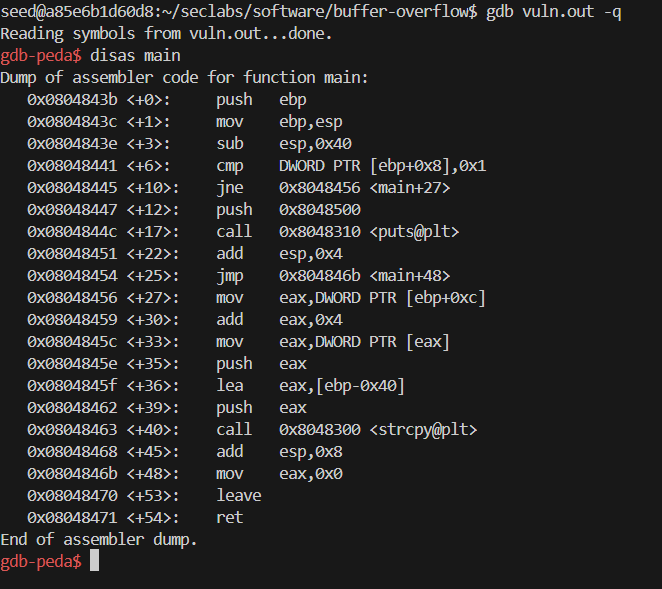 seed@a85e6b1d60d8:~/seclabs/software/buffer-overflow$ gdb vuln.out -q
Reading symbols from vuln.out...done.
gdb-peda$ disas main
Dump of assembler code for function main:
   0x0804843b <+0>:     push   ebp
   0x0804843c <+1>:     mov    ebp,esp
   0x0804843e <+3>:     sub    esp,0x40
   0x08048441 <+6>:     cmp    DWORD PTR [ebp+0x8],0x1
   0x08048445 <+10>:    jne    0x8048456 <main+27>
   0x08048447 <+12>:    push   0x8048500
   0x0804844c <+17>:    call   0x8048310 <puts@plt>
   0x08048451 <+22>:    add    esp,0x4
   0x08048454 <+25>:    jmp    0x804846b <main+48>
   0x08048456 <+27>:    mov    eax,DWORD PTR [ebp+0xc]
   0x08048459 <+30>:    add    eax,0x4
   0x0804845c <+33>:    mov    eax,DWORD PTR [eax]
   0x0804845e <+35>:    push   eax
   0x0804845f <+36>:    lea    eax,[ebp-0x40]
   0x08048462 <+39>:    push   eax
   0x08048463 <+40>:    call   0x8048300 <strcpy@plt>
   0x08048468 <+45>:    add    esp,0x8
   0x0804846b <+48>:    mov    eax,0x0
   0x08048470 <+53>:    leave
   0x08048471 <+54>:    ret
End of assembler dump.
gdb-peda$